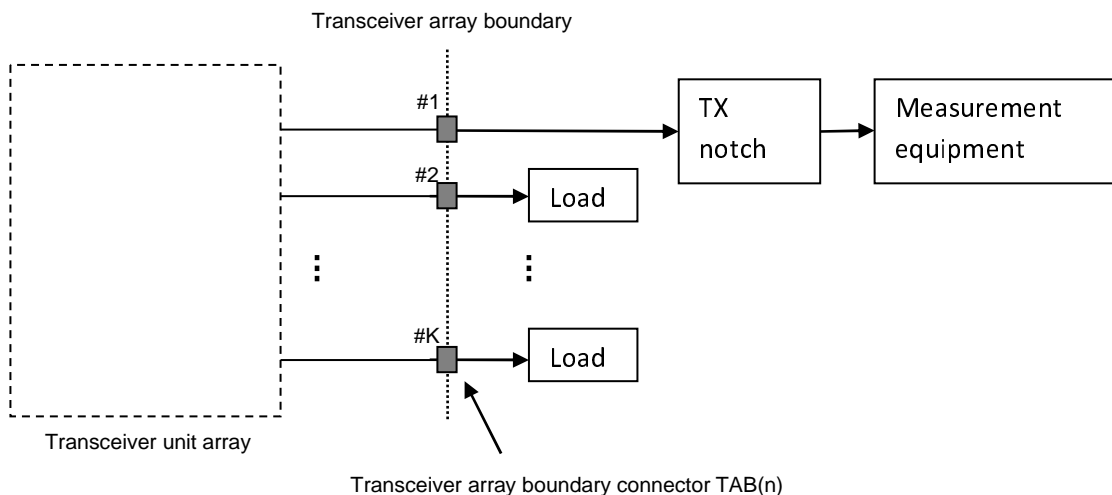 Transceiver array boundary
#1
TX
notch
Measurement
equipment
#2
Load
#K
Load
Transceiver unit array
Transceiver array boundary connector TAB(n)